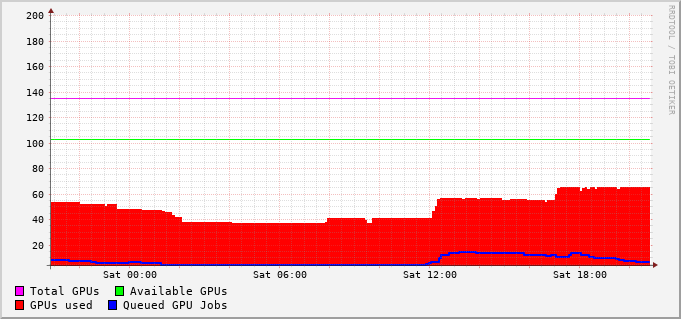 200
180
160
140
120
100
80
60
40
20
Sat 00:00 Sat 06:00 Sat 12:00 Sat 18:00
Total GPUs Available GPUs
GPUs used Queued GPU Jobs
RRDTOOL / TOBI OETIKER